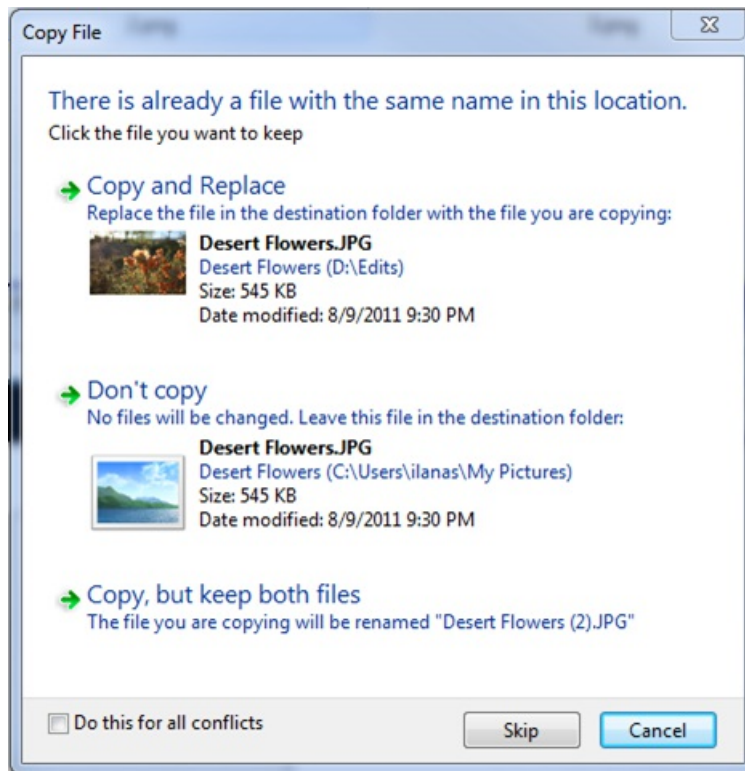 Copy File
There is already a file with the same name in this location.
Click the file you want to keep
Copy and Replace
Replace the file in the destination folder with the file you are copying:
Desert Flowers.JPG
Desert Flowers (D:\Edits)
Size: 545 KB
Date modified: 8/9/2011 9:30 PM
Don't copy
No files will be changed. Leave this file in the destination folder:
Desert Flowers.JPG
Desert Flowers (C:\Users\ilanas\My Pictures)
Size: 545 KB
Date modified: 8/9/2011 9:30 PM
Copy, but keep both files
The file you are copying will be renamed "Desert Flowers (2).JPG"
Do this for all conflicts
Skip
Cancel